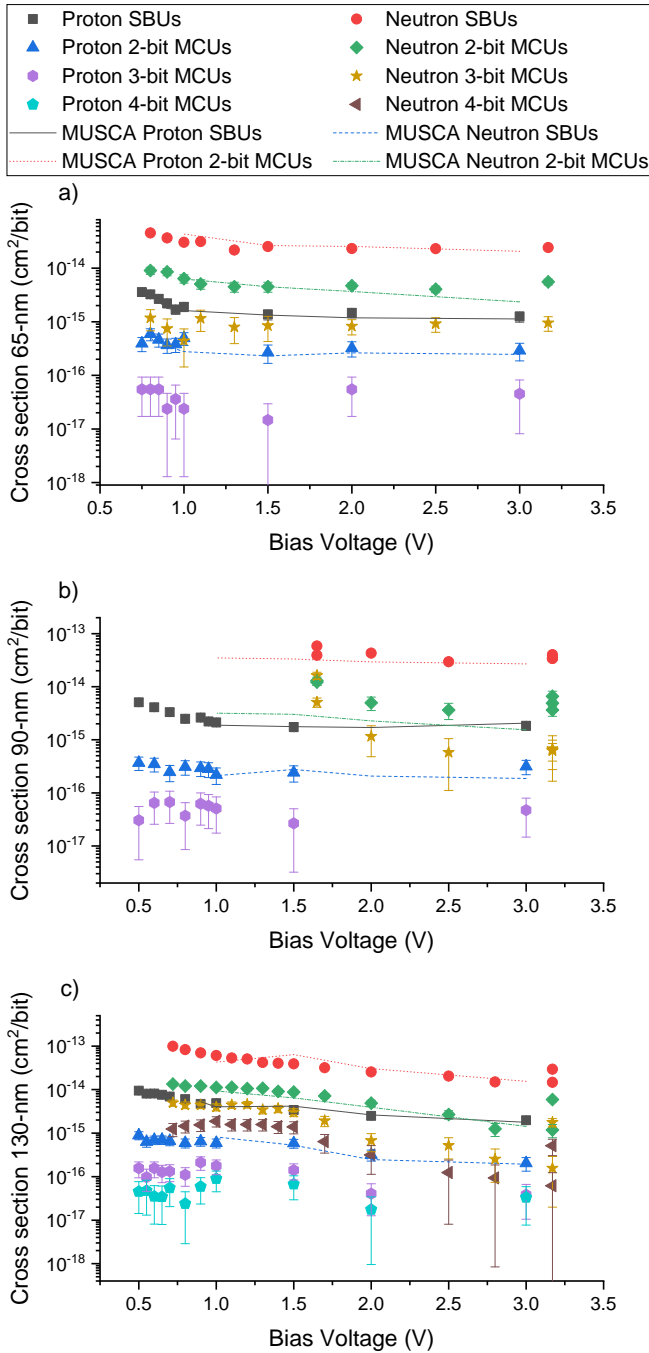 Proton SBUs Neutron SBUs
Proton 2-bit MCUs Neutron 2-bit MCUs
Proton 3-bit MCUs Neutron 3-bit MCUs
Proton 4-bit MCUs Neutron 4-bit MCUs
MUSCA Proton SBUs MUSCA Neutron SBUs
MUSCA Proton 2-bit MCUs MUSCA Neutron 2-bit MCUs
a)
Cross section 65-nm (cm²/bit)
10⁻¹⁴
10⁻¹⁵
10⁻¹⁶
10⁻¹⁷
10⁻¹⁸
0.5 1.0 1.5 2.0 2.5 3.0 3.5
Bias Voltage (V)
b)
Cross section 90-nm (cm²/bit)
10⁻¹³
10⁻¹⁴
10⁻¹⁵
10⁻¹⁶
10⁻¹⁷
0.5 1.0 1.5 2.0 2.5 3.0 3.5
Bias Voltage (V)
c)
Cross section 130-nm (cm²/bit)
10⁻¹³
10⁻¹⁴
10⁻¹⁵
10⁻¹⁶
10⁻¹⁷
10⁻¹⁸
0.5 1.0 1.5 2.0 2.5 3.0 3.5
Bias Voltage (V)